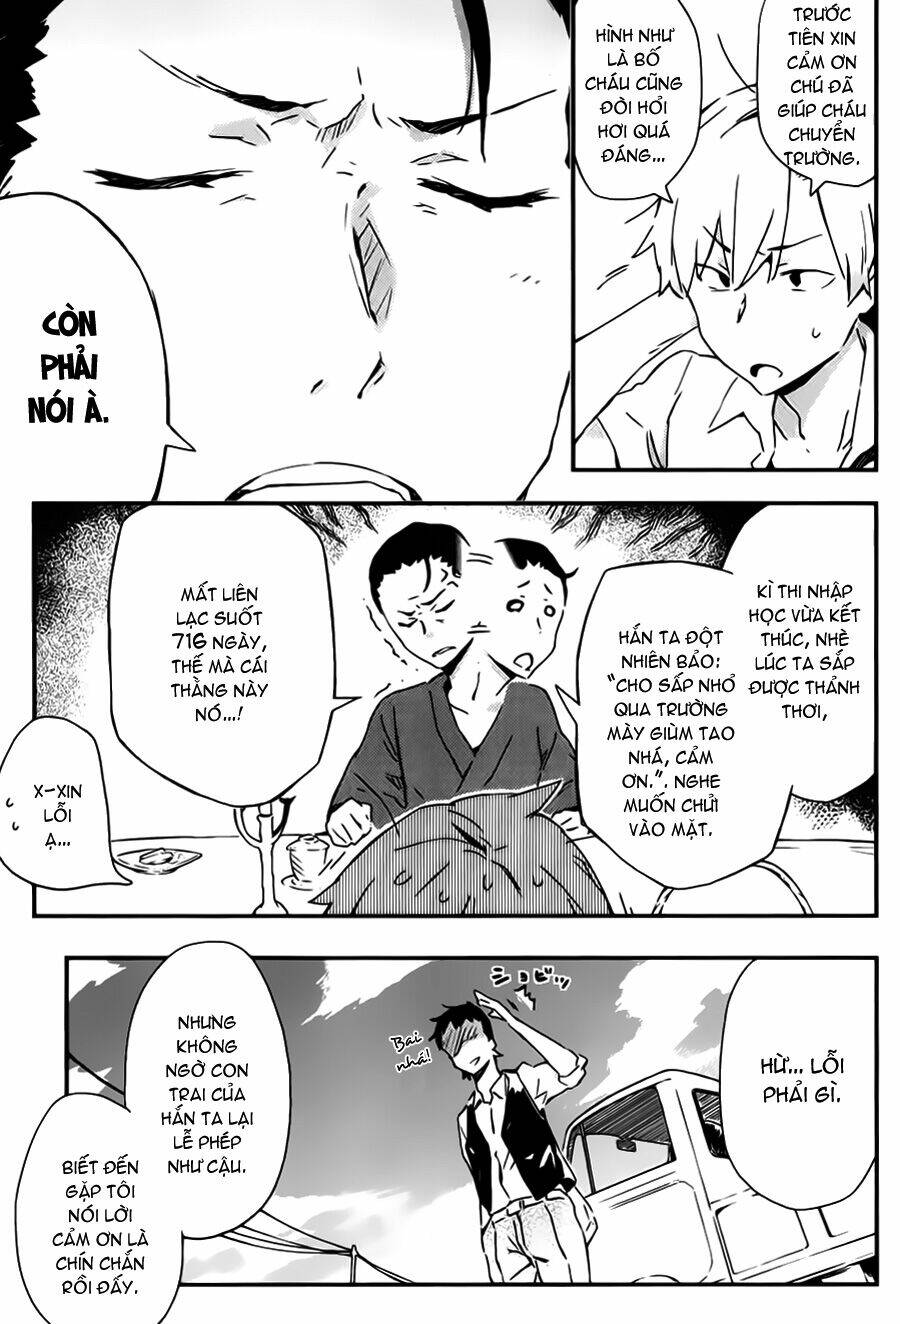 TRƯỚC
TIÊN XIN
CẢM ƠN
CHÚ ĐÃ
GIÚP CHÁU
CHUYỂN
TRƯỜNG.
HÌNH NHƯ
LÀ BỐ
CHÁU CŨNG
ĐÒI HỎI
HƠI QUÁ
ĐÁNG...
CÒN
PHẢI
NÓI À.
KÌ THI NHẬP
HỌC VỪA KẾT
THÚC, NHÈ
LÚC TA SẮP
ĐƯỢC THẢNH
THƠI,
HẮN TA ĐỘT
NHIÊN BẢO:
"CHO SẤP NHỎ
QUA TRƯỜNG
MÀY GIÙM TAO
NHÁ, CẢM
ƠN.". NGHE
MUỐN CHỬI
VÀO MẶT.
MẤT LIÊN
LẠC SUỐT
716 NGÀY,
THẾ MÀ CÁI
THẰNG NÀY
NÓ...!
X-XIN
LỖI
Ạ...
HỪ... LỖI
PHẢI GÌ.
ショビッ
Bai
nhá!
NHƯNG
KHÔNG
NGỜ CON
TRAI CỦA
HẮN TA LẠI
LỄ PHÉP
NHƯ CẬU.
BIẾT ĐẾN
GẶP TÔI
NÓI LỜI
CẢM ƠN LÀ
CHÍN CHẮN
RỒI ĐẤY.